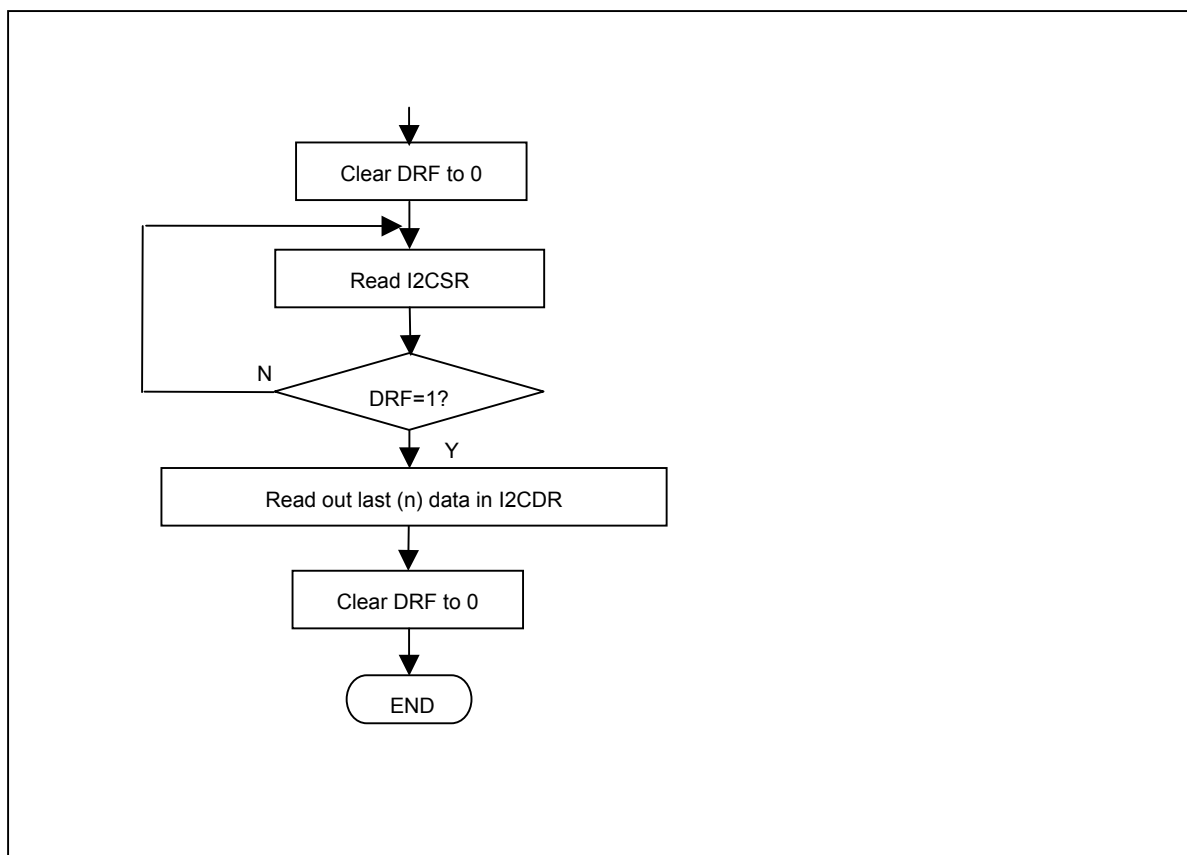 Clear DRF to 0
Read I2CSR
N
DRF=1?
Y
Read out last (n) data in I2CDR
Clear DRF to 0
END